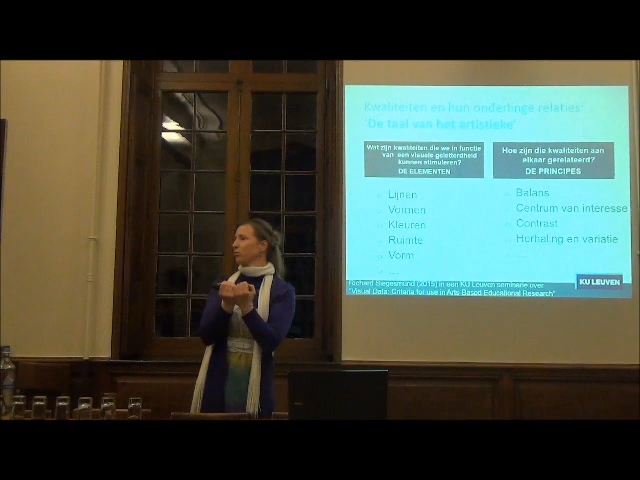 Kwaliteiten en hun onderlinge relaties:
'De taal van het artistieke'
Wat zijn kwaliteiten die we in functie
van een visuele geletterdheid
kunnen stimuleren?
DE ELEMENTEN
Lijnen
Vormen
Kleuren
Ruimte
Vorm
...
Hoe zijn die kwaliteiten aan
elkaar gerelateerd?
DE PRINCIPES
Balans
Centrum van interesse
Contrast
Herhaling en variatie
Richard Siegesmund (2015) in een KU Leuven seminarie over
"Visual Data: Criteria for use in Arts Based Educational Research"
KU LEUVEN